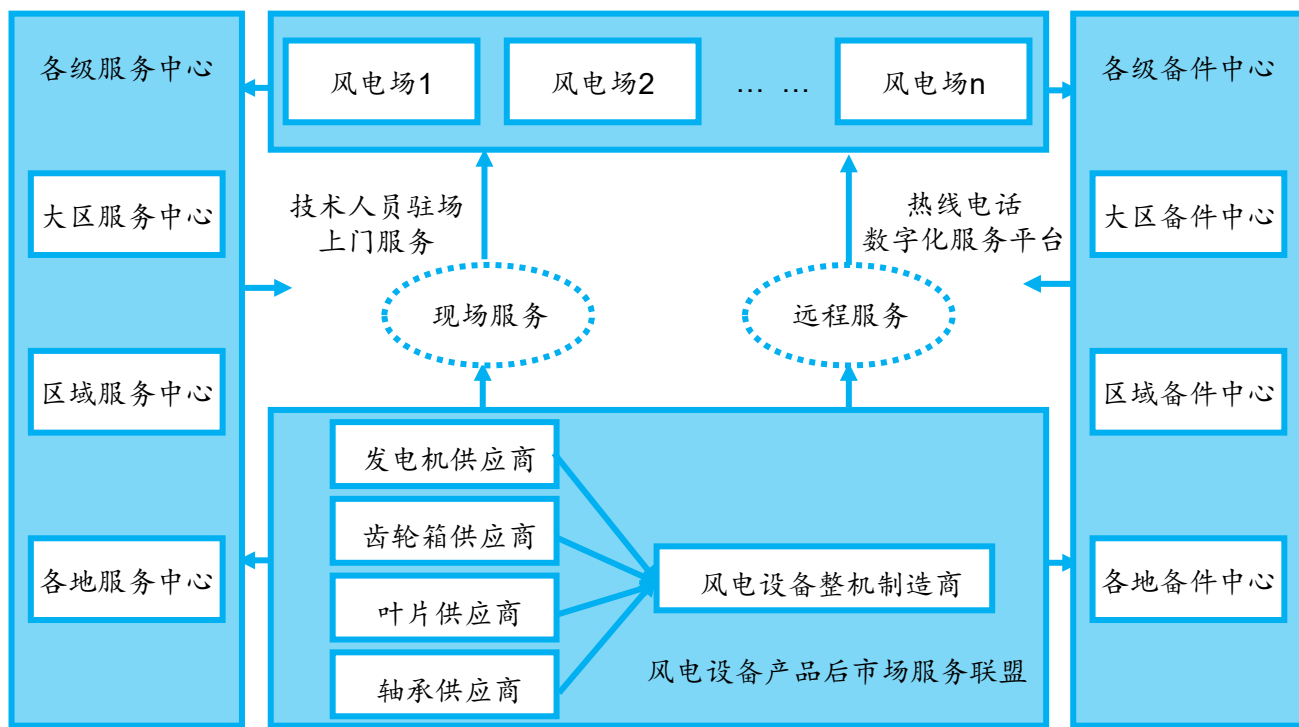 各级服务中心
大区服务中心
区域服务中心
各地服务中心
风电场1
风电场2
… …
风电场n
技术人员驻场
上门服务
热线电话
数字化服务平台
现场服务
远程服务
发电机供应商
齿轮箱供应商
叶片供应商
轴承供应商
风电设备整机制造商
风电设备产品后市场服务联盟
各级备件中心
大区备件中心
区域备件中心
各地备件中心